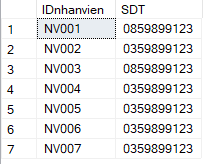 IDnhanvien SDT
1 NV001 0859899123
2 NV002 0359899123
3 NV003 0859899123
4 NV004 0359899123
5 NV005 0359899123
6 NV006 0359899123
7 NV007 0359899123